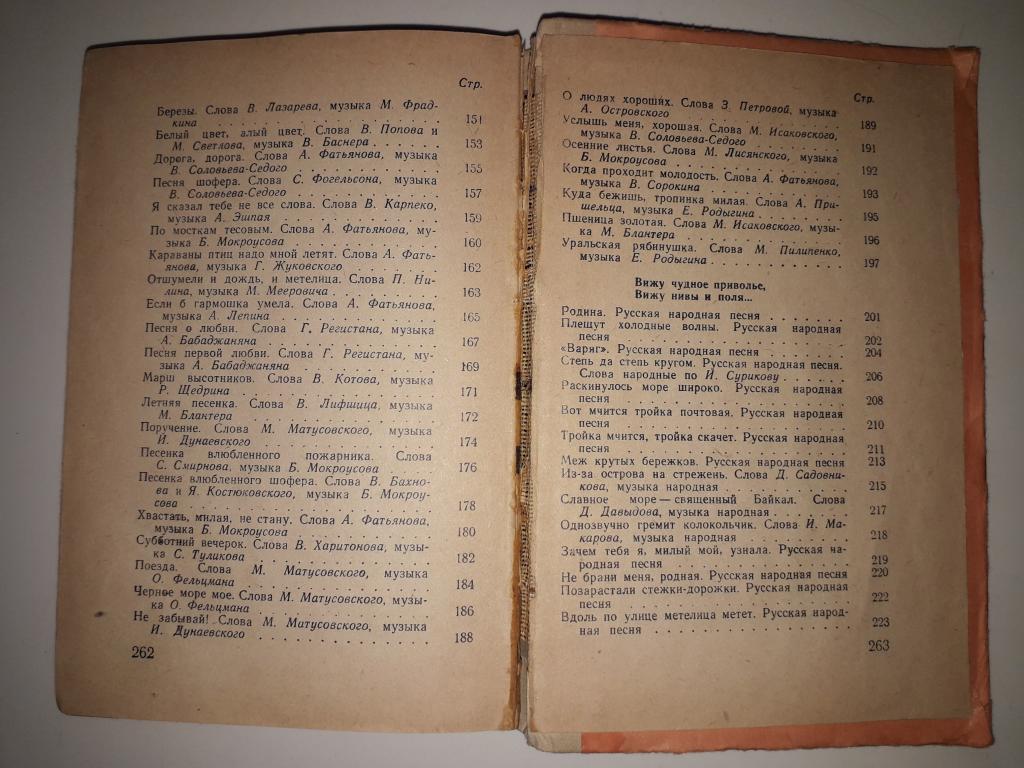 Стр.
Березы. Слова В. Лазарева, музыка М. Фрад-
кина . . . . . . . . . . . . . . . 151
Белый цвет, алый цвет. Слова В. Попова и
М. Светлова, музыка В. Баснера . . . . . . 153
Дорога, дорога. Слова А. Фатьянова, музыка
В. Соловьева-Седого . . . . . . . . . . . 155
Песня шофера. Слова С. Фогельсона, музыка
В. Соловьева-Седого . . . . . . . . . . . 157
Я сказал тебе не все слова. Слова В. Карпеко,
музыка А. Эшпая . . . . . . . . . . . . 159
По мосткам тесовым. Слова А. Фатьянова, му-
зыка Б. Мокроусова . . . . . . . . . . . 160
Караваны птиц надо мной летят. Слова А. Фать-
янова, музыка Г. Жуковского . . . . . . . 162
Отшумели и дождь, и метелица. Слова П. Ни-
лина, музыка М. Мееровича . . . . . . . . 163
Если б гармошка умела. Слова А. Фатьянова,
музыка А. Лепина . . . . . . . . . . . . 165
Песня о любви. Слова Г. Регистана, музыка
А. Бабаджаняна . . . . . . . . . . . . . 167
Песня первой любви. Слова Г. Регистана, му-
зыка А. Бабаджаняна . . . . . . . . . . 169
Марш высотников. Слова В. Котова, музыка
Р. Щедрина . . . . . . . . . . . . . . 171
Летняя песенка. Слова В. Лифшица, музыка
М. Блантера . . . . . . . . . . . . . . 172
Поручение. Слова М. Матусовского, музыка
И. Дунаевского . . . . . . . . . . . . . 174
Песенка влюбленного пожарника. Слова
С. Смирнова, музыка Б. Мокроусова . . . . . 176
Песенка влюбленного шофера. Слова В. Бахно-
ва и Я. Костюковского, музыка Б. Мокроу-
сова . . . . . . . . . . . . . . . . 178
Хвастать, милая, не стану. Слова А. Фатьянова,
музыка Б. Мокроусова . . . . . . . . . . 180
Субботний вечерок. Слова В. Харитонова, музы-
ка С. Туликова . . . . . . . . . . . . . 182
Поезда. Слова М. Матусовского, музыка
О. Фельцмана . . . . . . . . . . . . . 184
Черное море мое. Слова М. Матусовского, музы-
ка О. Фельцмана . . . . . . . . . . . . 186
Не забывай! Слова М. Матусовского, музыка
И. Дунаевского . . . . . . . . . . . . . 188
262
Стр.
О людях хороших. Слова З. Петровой, музыка
А. Островского . . . . . . . . . . . . . 189
Услышь меня, хорошая. Слова М. Исаковского,
музыка В. Соловьева-Седого . . . . . . . . 191
Осенние листья. Слова М. Лисянского, музыка
Б. Мокроусова . . . . . . . . . . . . . 192
Когда проходит молодость. Слова А. Фатьянова,
музыка В. Сорокина . . . . . . . . . . . 193
Куда бежишь, тропинка милая. Слова А. При-
шельца, музыка Е. Родыгина . . . . . . . . 195
Пшеница золотая. Слова М. Исаковского, музы-
ка М. Блантера . . . . . . . . . . . . . 196
Уральская рябинушка. Слова М. Пилипенко,
музыка Е. Родыгина . . . . . . . . . . . 197
Вижу чудное приволье,
Вижу нивы и поля...
Родина. Русская народная песня . . . . . . 201
Плещут холодные волны. Русская народная
песня . . . . . . . . . . . . . . . . 202
«Варяг». Русская народная песня . . . . . . 204
Степь да степь кругом. Русская народная песня.
Слова народные по И. Сурикову . . . . . . 206
Раскинулось море широко. Русская народная
песня . . . . . . . . . . . . . . . . 208
Вот мчится тройка почтовая. Русская народная
песня . . . . . . . . . . . . . . . . 210
Тройка мчится, тройка скачет. Русская народная
песня . . . . . . . . . . . . . . . . 211
Меж крутых бережков. Русская народная песня 213
Из-за острова на стрежень. Слова Д. Садовни-
кова, музыка народная . . . . . . . . . . 215
Славное море — священный Байкал. Слова
Д. Давыдова, музыка народная . . . . . . . 217
Однозвучно гремит колокольчик. Слова И. Ма-
карова, музыка народная . . . . . . . . . 218
Зачем тебя я, милый мой, узнала. Русская на-
родная песня . . . . . . . . . . . . . 219
Не брани меня, родная. Русская народная песня 220
Позарастали стежки-дорожки. Русская народная
песня . . . . . . . . . . . . . . . . 222
Вдоль по улице метелица метет. Русская народ-
ная песня . . . . . . . . . . . . . . 223
263